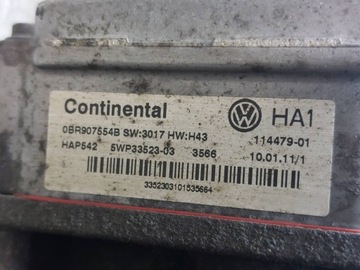 Continental HA1
0BR907554B SW:3017 HW:H43 114479-01
HAP542 5WP33523-03 3566 10.01.11/1
3352303101535664